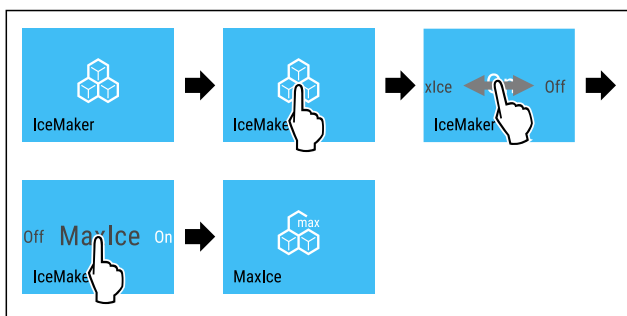 IceMaker
IceMake
xIce Off
IceMaker
Off MaxIce On
IceMake
max
MaxIce